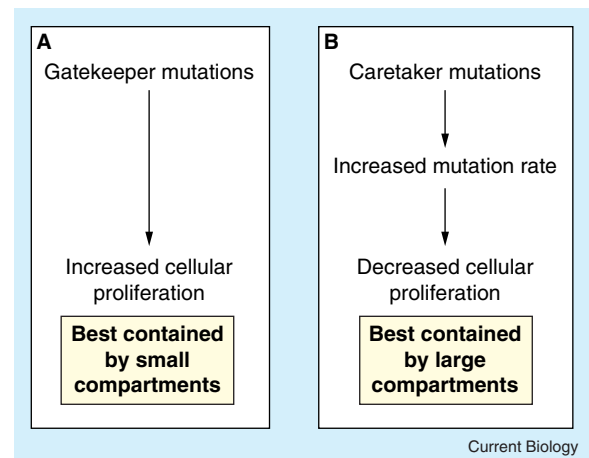 A
Gatekeeper mutations
Increased cellular
proliferation
Best contained
by small
compartments
B
Caretaker mutations
Increased mutation rate
Decreased cellular
proliferation
Best contained
by large
compartments
Current Biology